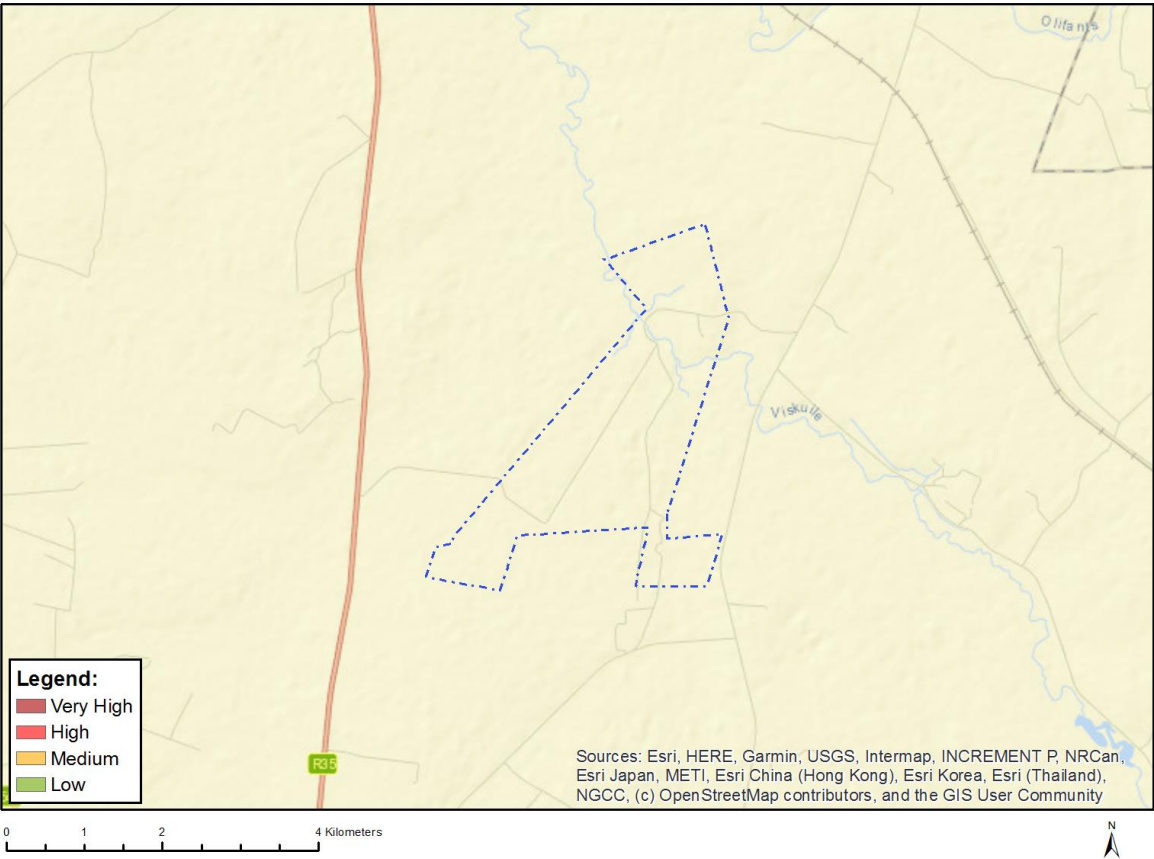 Olifants
Viskuile
Legend:
Very High
High
Medium
Low
R35
Sources: Esri, HERE, Garmin, USGS, Intermap, INCREMENT P, NRCan,
Esri Japan, METI, Esri China (Hong Kong), Esri Korea, Esri (Thailand),
NGCC, (c) OpenStreetMap contributors, and the GIS User Community
0 1 2 4 Kilometers
N